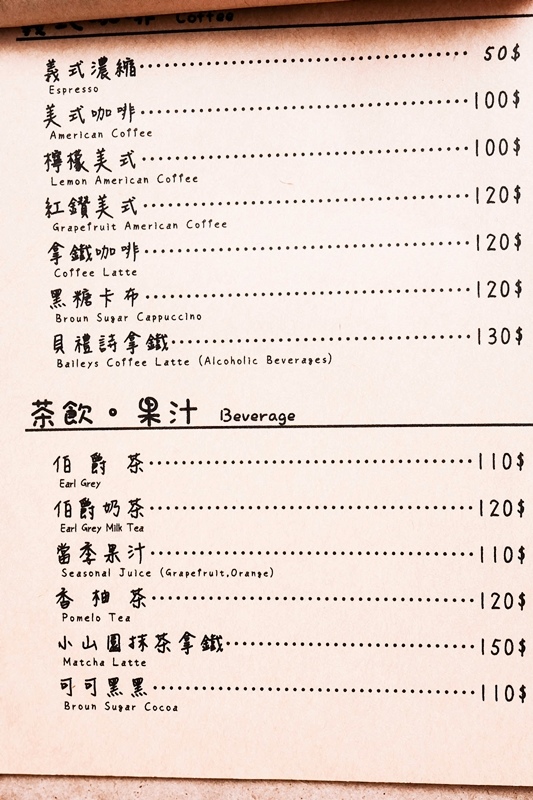 Coffee
義式濃縮 50$
Espresso
美式咖啡 100$
American Coffee
檸檬美式 100$
Lemon American Coffee
紅鑽美式 120$
Grapefruit American Coffee
拿鐵咖啡 120$
Coffee Latte
黑糖卡布 120$
Broun Sugar Cappuccino
貝禮詩拿鐵 130$
Baileys Coffee Latte (Alcoholic Beverages)
茶飲。果汁 Beverage
伯爵茶 110$
Earl Grey
伯爵奶茶 120$
Earl Grey Milk Tea
當季果汁 110$
Seasonal Juice (Grapefruit,Orange)
香柚茶 120$
Pomelo Tea
小山園抹茶拿鐵 150$
Matcha Latte
可可黑黑 110$
Broun Sugar Cocoa